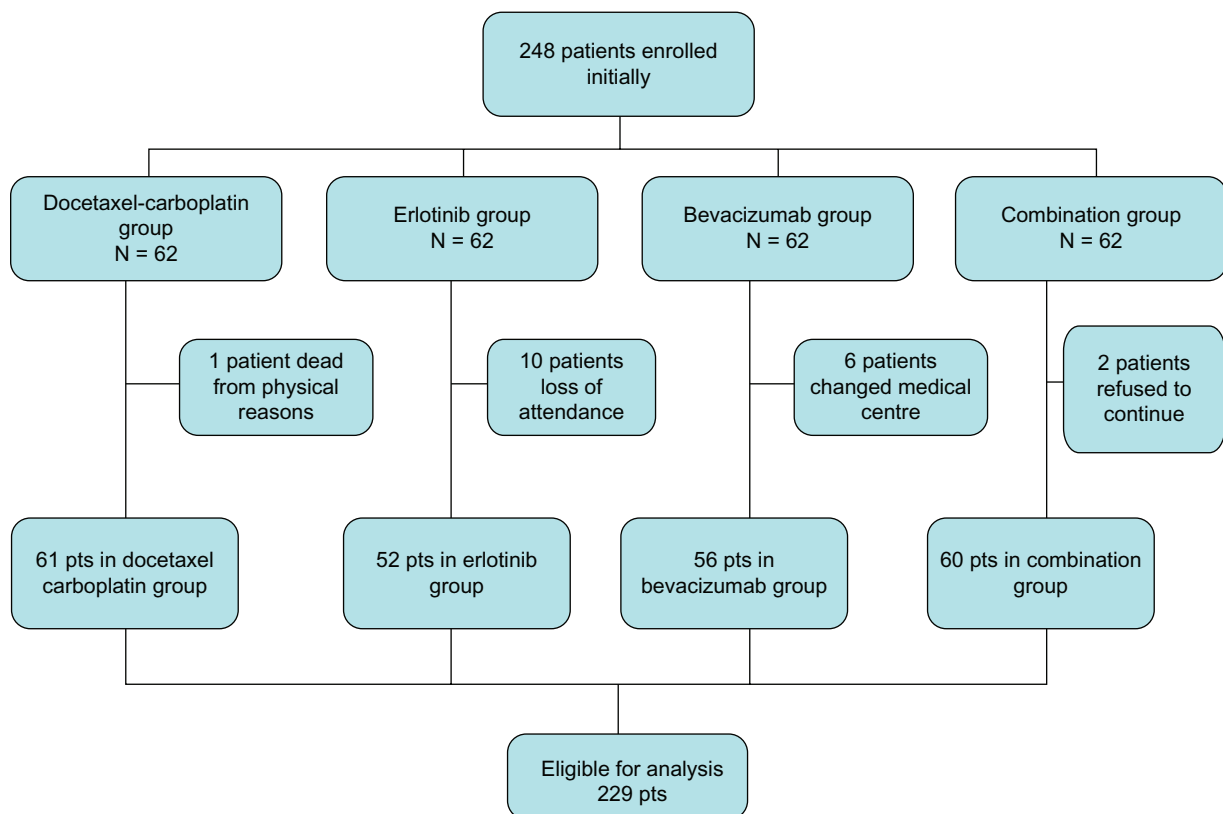 248 patients enrolled
initially
Docetaxel-carboplatin
group
N = 62
Erlotinib group
N = 62
Bevacizumab group
N = 62
Combination group
N = 62
1 patient dead
from physical
reasons
10 patients
loss of
attendance
6 patients
changed medical
centre
2 patients
refused to
continue
61 pts in docetaxel
carboplatin group
52 pts in erlotinib
group
56 pts in
bevacizumab group
60 pts in combination
group
Eligible for analysis
229 pts